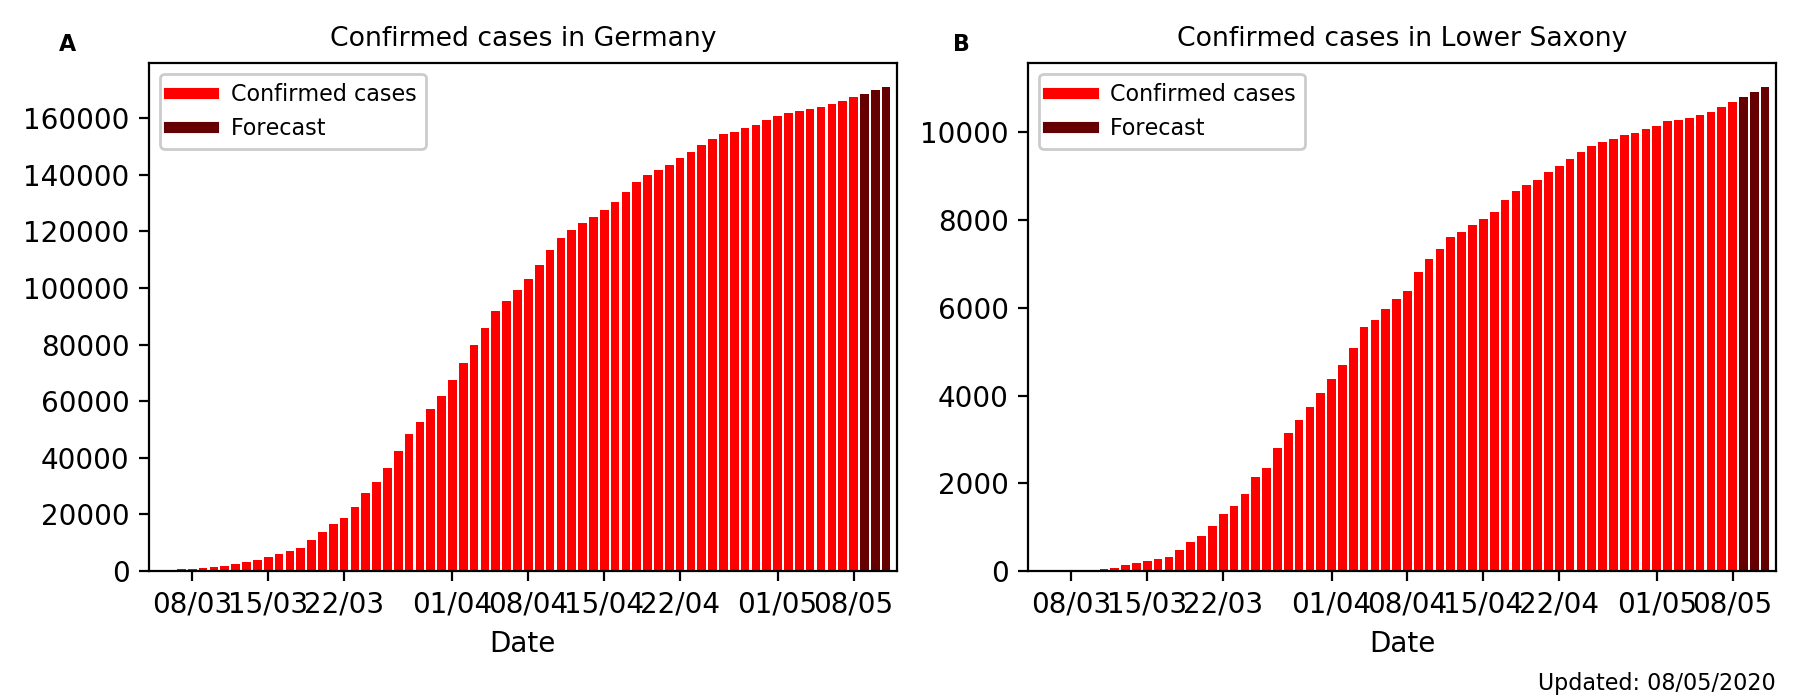 A
Confirmed cases in Germany
Confirmed cases
Forecast
160000
140000
120000
100000
80000
60000
40000
20000
0
08/03 15/03 22/03 01/04 08/04 15/04 22/04 01/05 08/05
Date
B
Confirmed cases in Lower Saxony
Confirmed cases
Forecast
10000
8000
6000
4000
2000
0
08/03 15/03 22/03 01/04 08/04 15/04 22/04 01/05 08/05
Date
Updated: 08/05/2020